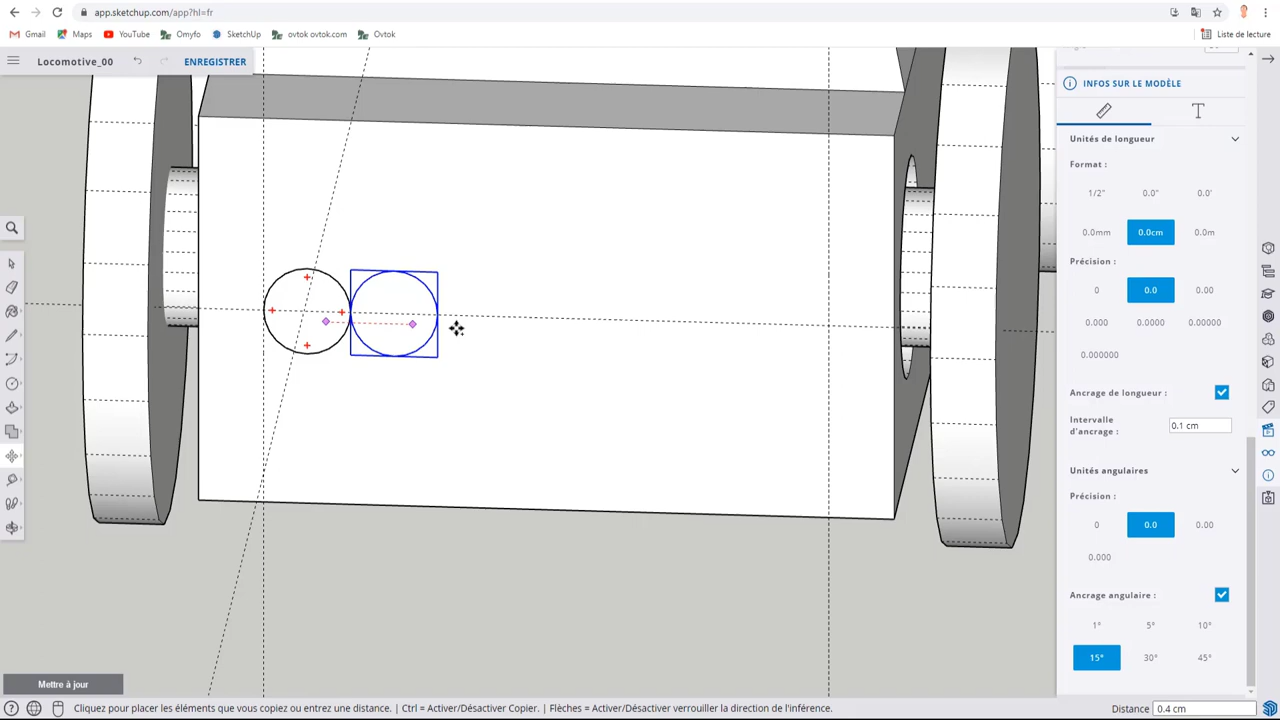 app.sketchup.com/app?hl=fr
Gmail
Maps
YouTube
Omyfo
SketchUp
ovtok ovtok.com
Ovtok
Liste de lecture
Locomotive_00
ENREGISTRER
INFOS SUR LE MODÈLE
T
Unités de longueur
Format :
1/2" 0.0" 0.0'
0.0mm 0.0cm 0.0m
Précision :
0 0.0 0.00
0.000 0.0000 0.00000
0.000000
Ancrage de longueur :
Intervalle
d'ancrage :
0.1 cm
Unités angulaires
Précision :
0 0.0 0.00
0.000
Ancrage angulaire :
1° 5° 10°
15° 30° 45°
Mettre à jour
Cliquez pour placer les éléments que vous copiez ou entrez une distance. | Ctrl = Activer/Désactiver Copier. | Flèches = Activer/Désactiver verrouiller la direction de l'inférence.
Distance 0.4 cm